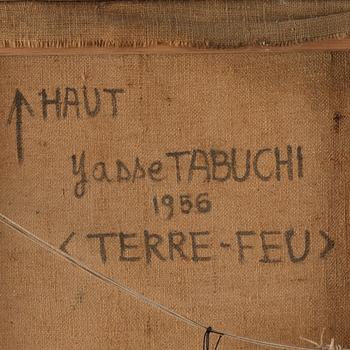 ↑ HAUT
Yasse TABUCHI
1956
< TERRE-FEU >